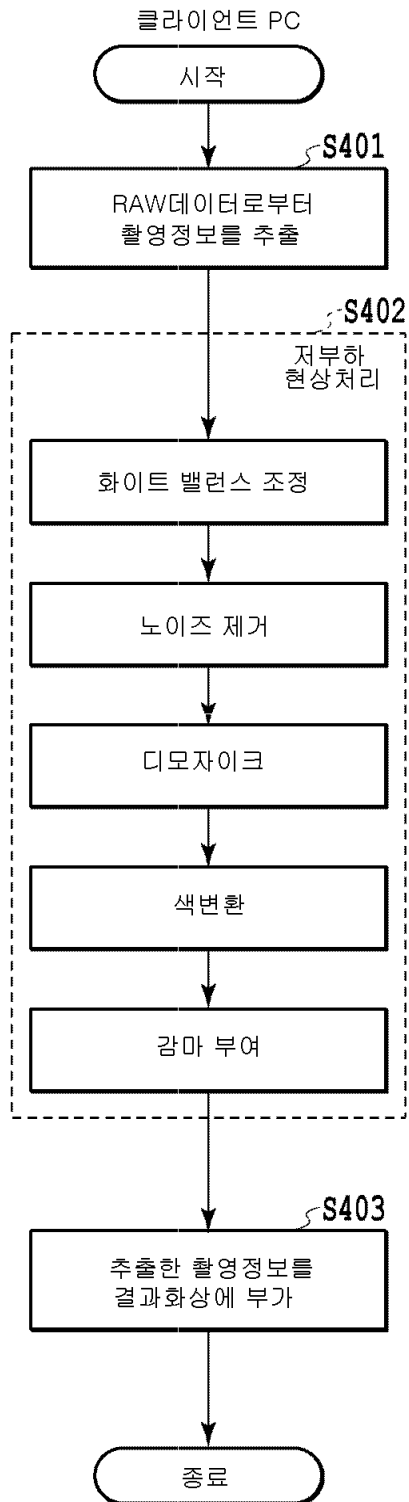 클라이언트 PC
시작
S401
RAW데이터로부터
촬영정보를 추출
S402
저부하
현상처리
화이트 밸런스 조정
노이즈 제거
디모자이크
색변환
감마 부여
S403
추출한 촬영정보를
결과화상에 부가
종료